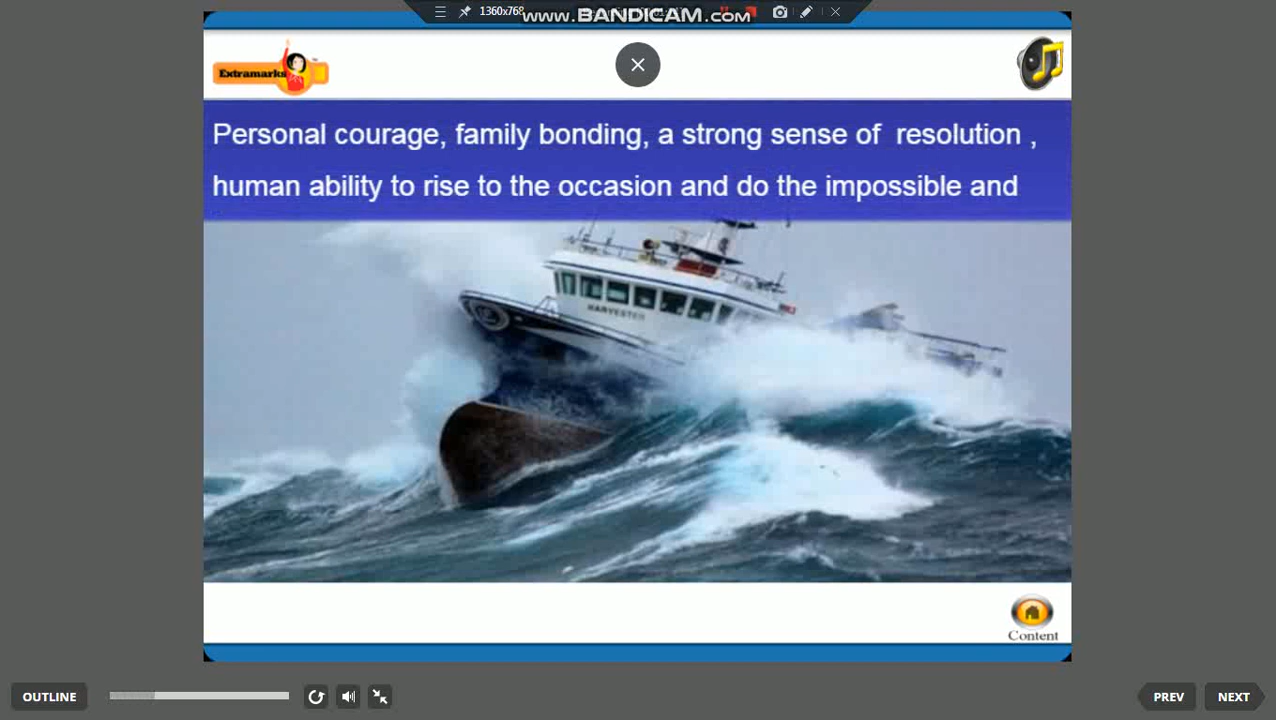 1360x768
www.BANDICAM.com
Extramarks
Personal courage, family bonding, a strong sense of resolution ,
human ability to rise to the occasion and do the impossible and
HARVESTER
Content
OUTLINE
PREV
NEXT